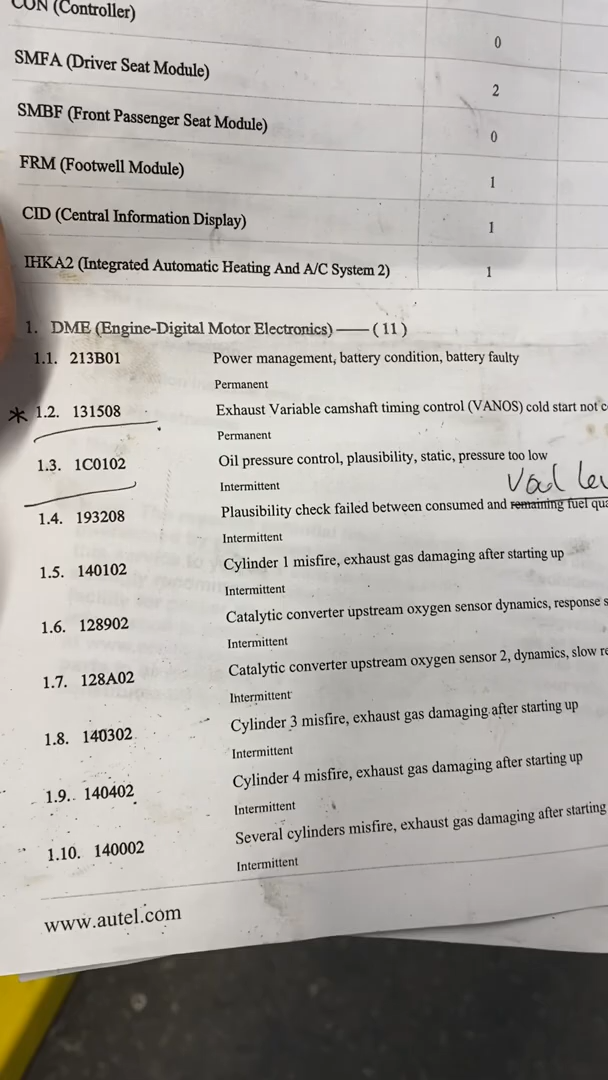 CON (Controller)
0
SMFA (Driver Seat Module)
2
SMBF (Front Passenger Seat Module)
0
FRM (Footwell Module)
1
CID (Central Information Display)
1
IHKA2 (Integrated Automatic Heating And A/C System 2)
1
1. DME (Engine-Digital Motor Electronics) —— ( 11 )
1.1. 213B01 Power management, battery condition, battery faulty
Permanent
* 1.2. 131508 Exhaust Variable camshaft timing control (VANOS) cold start not
Permanent
1.3. 1C0102 Oil pressure control, plausibility, static, pressure too low
Intermittent
1.4. 193208 Plausibility check failed between consumed and remaining fuel
Intermittent
1.5. 140102 Cylinder 1 misfire, exhaust gas damaging after starting up
Intermittent
1.6. 128902 Catalytic converter upstream oxygen sensor dynamics, response
Intermittent
1.7. 128A02 Catalytic converter upstream oxygen sensor 2, dynamics, slow
Intermittent
1.8. 140302 Cylinder 3 misfire, exhaust gas damaging after starting up
Intermittent
1.9.. 140402 Cylinder 4 misfire, exhaust gas damaging after starting up
Intermittent
1.10. 140002 Several cylinders misfire, exhaust gas damaging after starting
Intermittent
www.autel.com